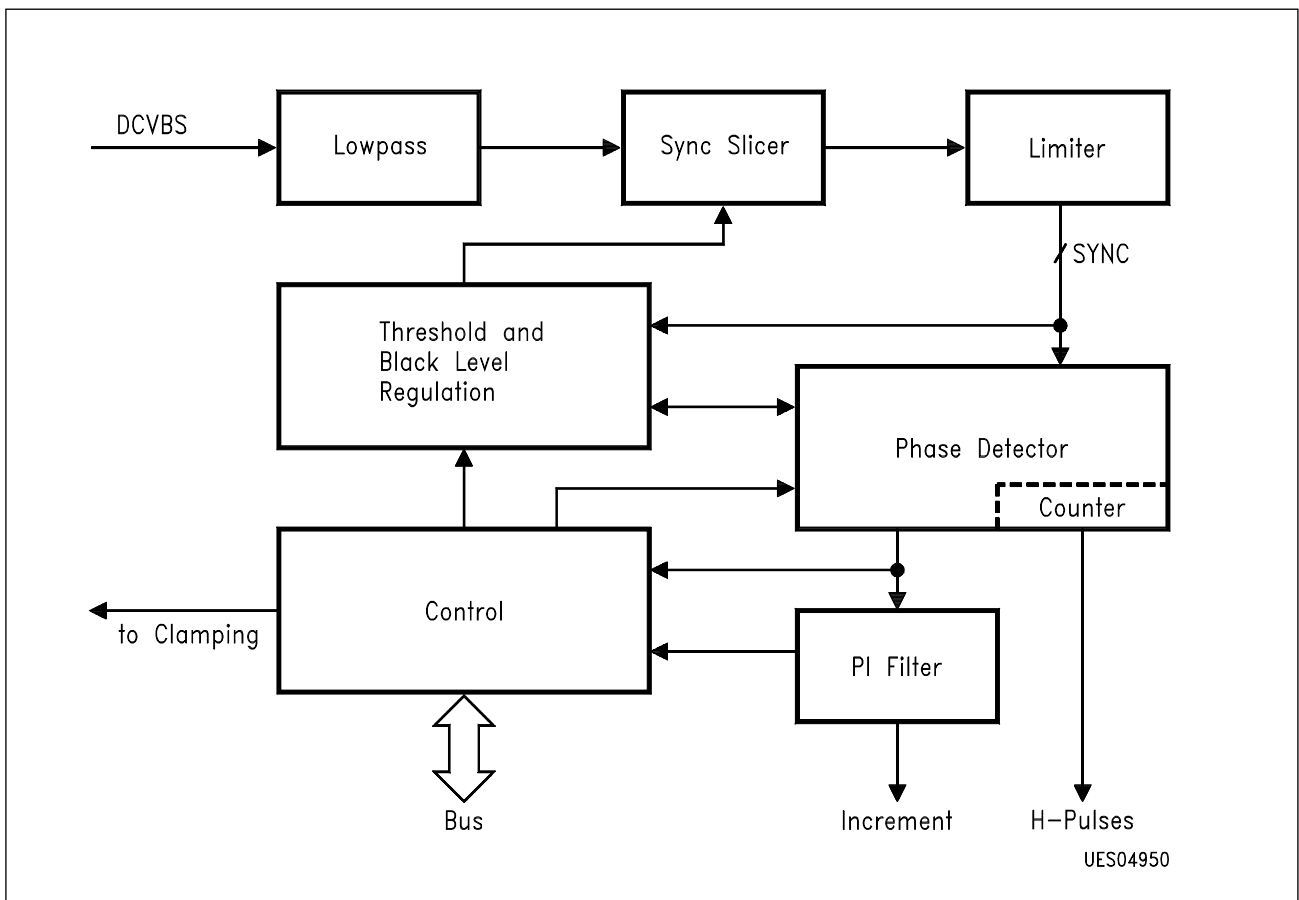 DCVBS
Lowpass
Sync Slicer
Limiter
SYNC
Threshold and
Black Level
Regulation
Phase Detector
Counter
Control
to Clamping
PI Filter
Bus
Increment
H-Pulses
UES04950